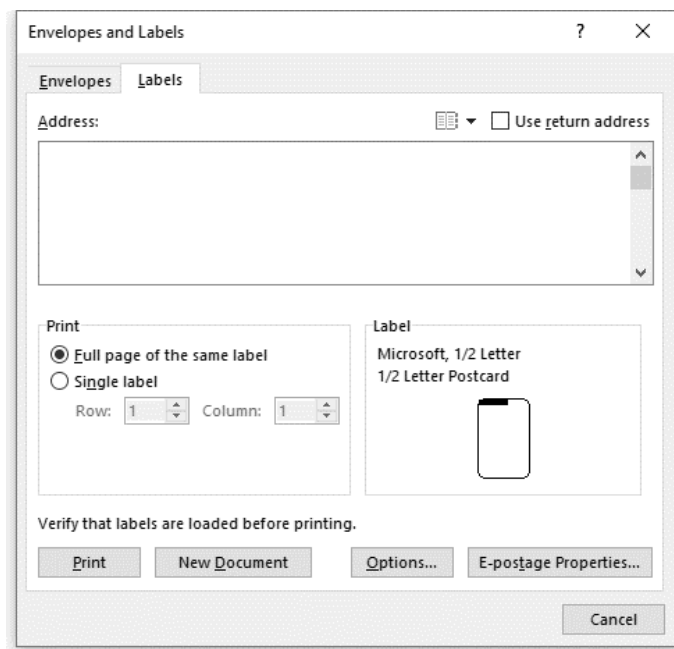 Envelopes and Labels ? ×
Envelopes Labels
Address: Use return address
Print
Full page of the same label
Single label
Row: 1 Column: 1
Label
Microsoft, 1/2 Letter
1/2 Letter Postcard
Verify that labels are loaded before printing.
Print New Document Options... E-postage Properties...
Cancel